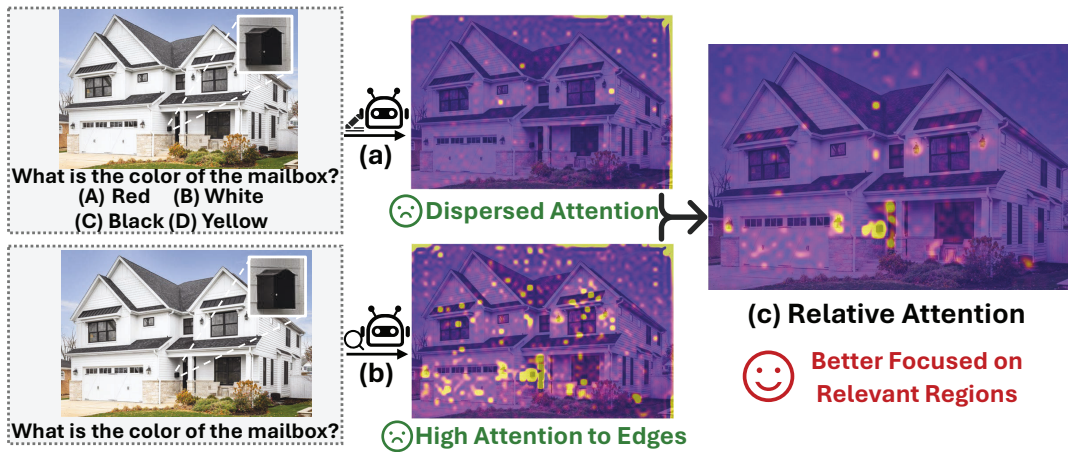 What is the color of the mailbox?
(A) Red (B) White
(C) Black (D) Yellow
(a)
Dispersed Attention
What is the color of the mailbox?
(b)
High Attention to Edges
(c) Relative Attention
Better Focused on
Relevant Regions